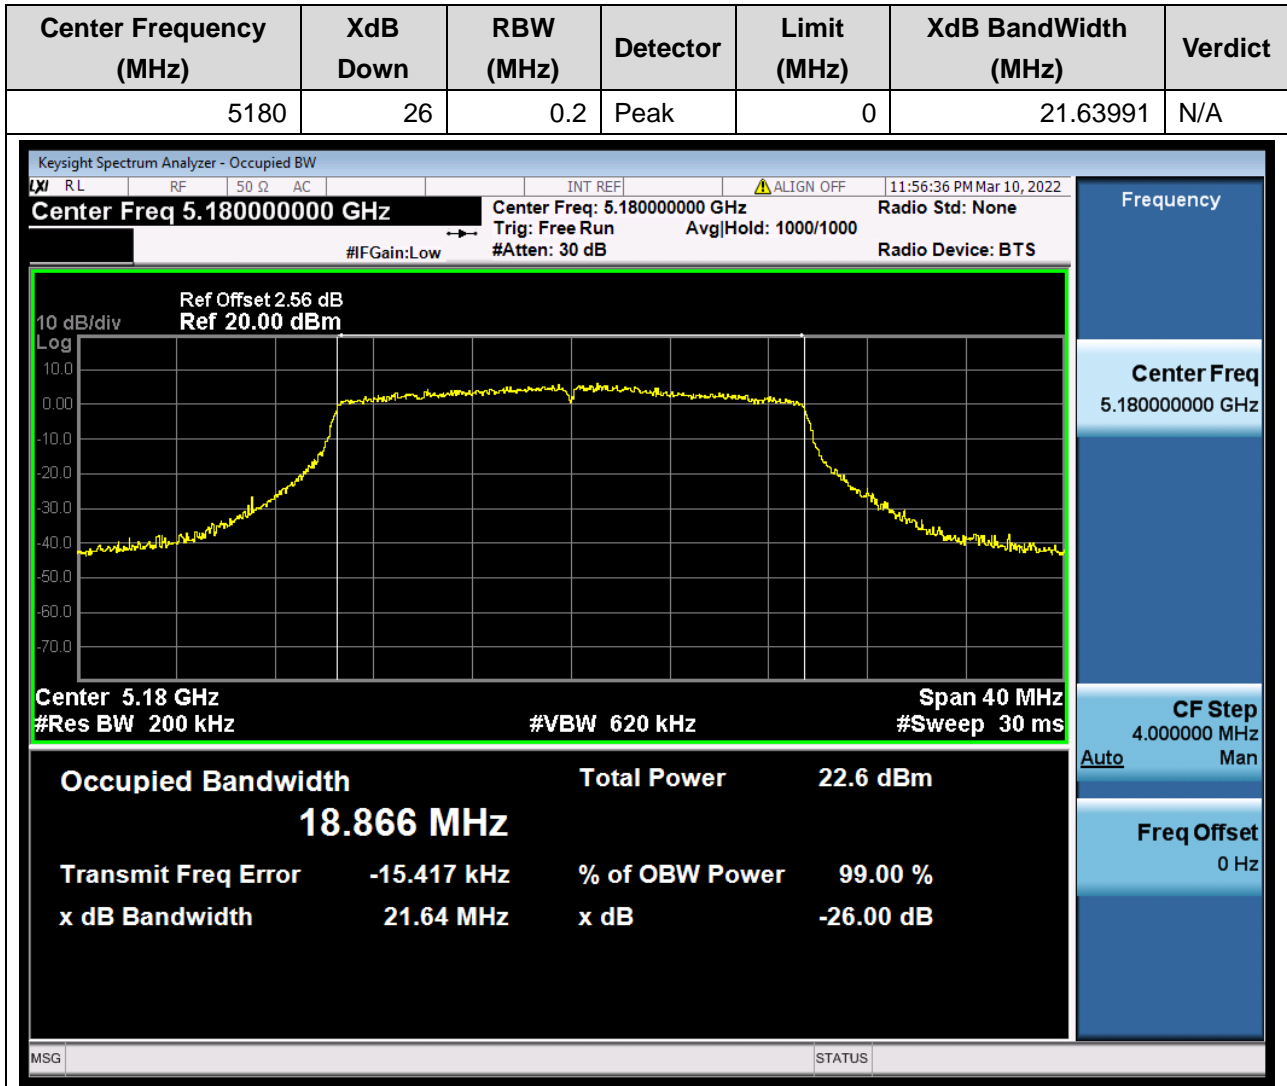 Center Frequency (MHz) XdB Down RBW (MHz) Detector Limit (MHz) XdB BandWidth (MHz) Verdict
5180 26 0.2 Peak 0 21.63991 N/A
Keysight Spectrum Analyzer - Occupied BW
LXI RL RF 50 Ω AC INT REF ALIGN OFF 11:56:36 PM Mar 10, 2022
Center Freq 5.180000000 GHz Center Freq: 5.180000000 GHz Radio Std: None
Trig: Free Run Avg|Hold: 1000/1000
#IFGain:Low #Atten: 30 dB Radio Device: BTS
Frequency
Ref Offset 2.56 dB
10 dB/div Ref 20.00 dBm
Log
10.0
0.00
-10.0
-20.0
-30.0
-40.0
-50.0
-60.0
-70.0
Center 5.18 GHz Span 40 MHz
#Res BW 200 kHz #VBW 620 kHz #Sweep 30 ms
Center Freq
5.180000000 GHz
CF Step
4.000000 MHz
Auto Man
Freq Offset
0 Hz
Occupied Bandwidth Total Power 22.6 dBm
18.866 MHz
Transmit Freq Error -15.417 kHz % of OBW Power 99.00 %
x dB Bandwidth 21.64 MHz x dB -26.00 dB
MSG STATUS